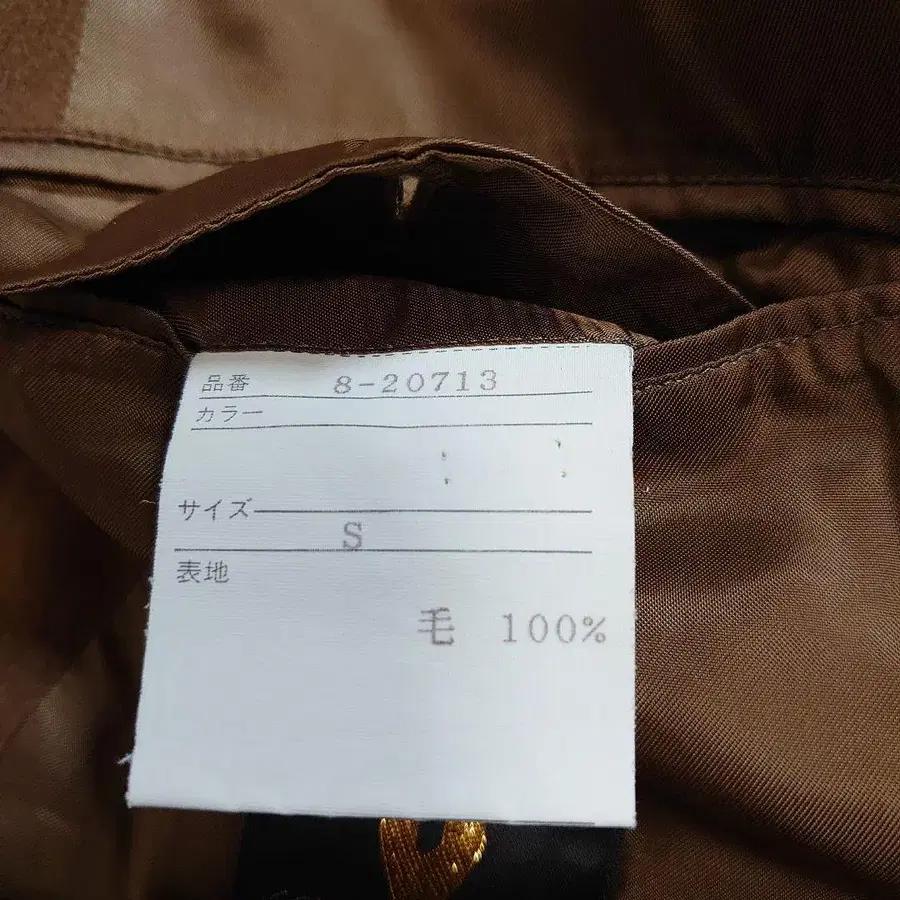 品番 8-20713
カラー
サイズ
S
表地
毛 100%